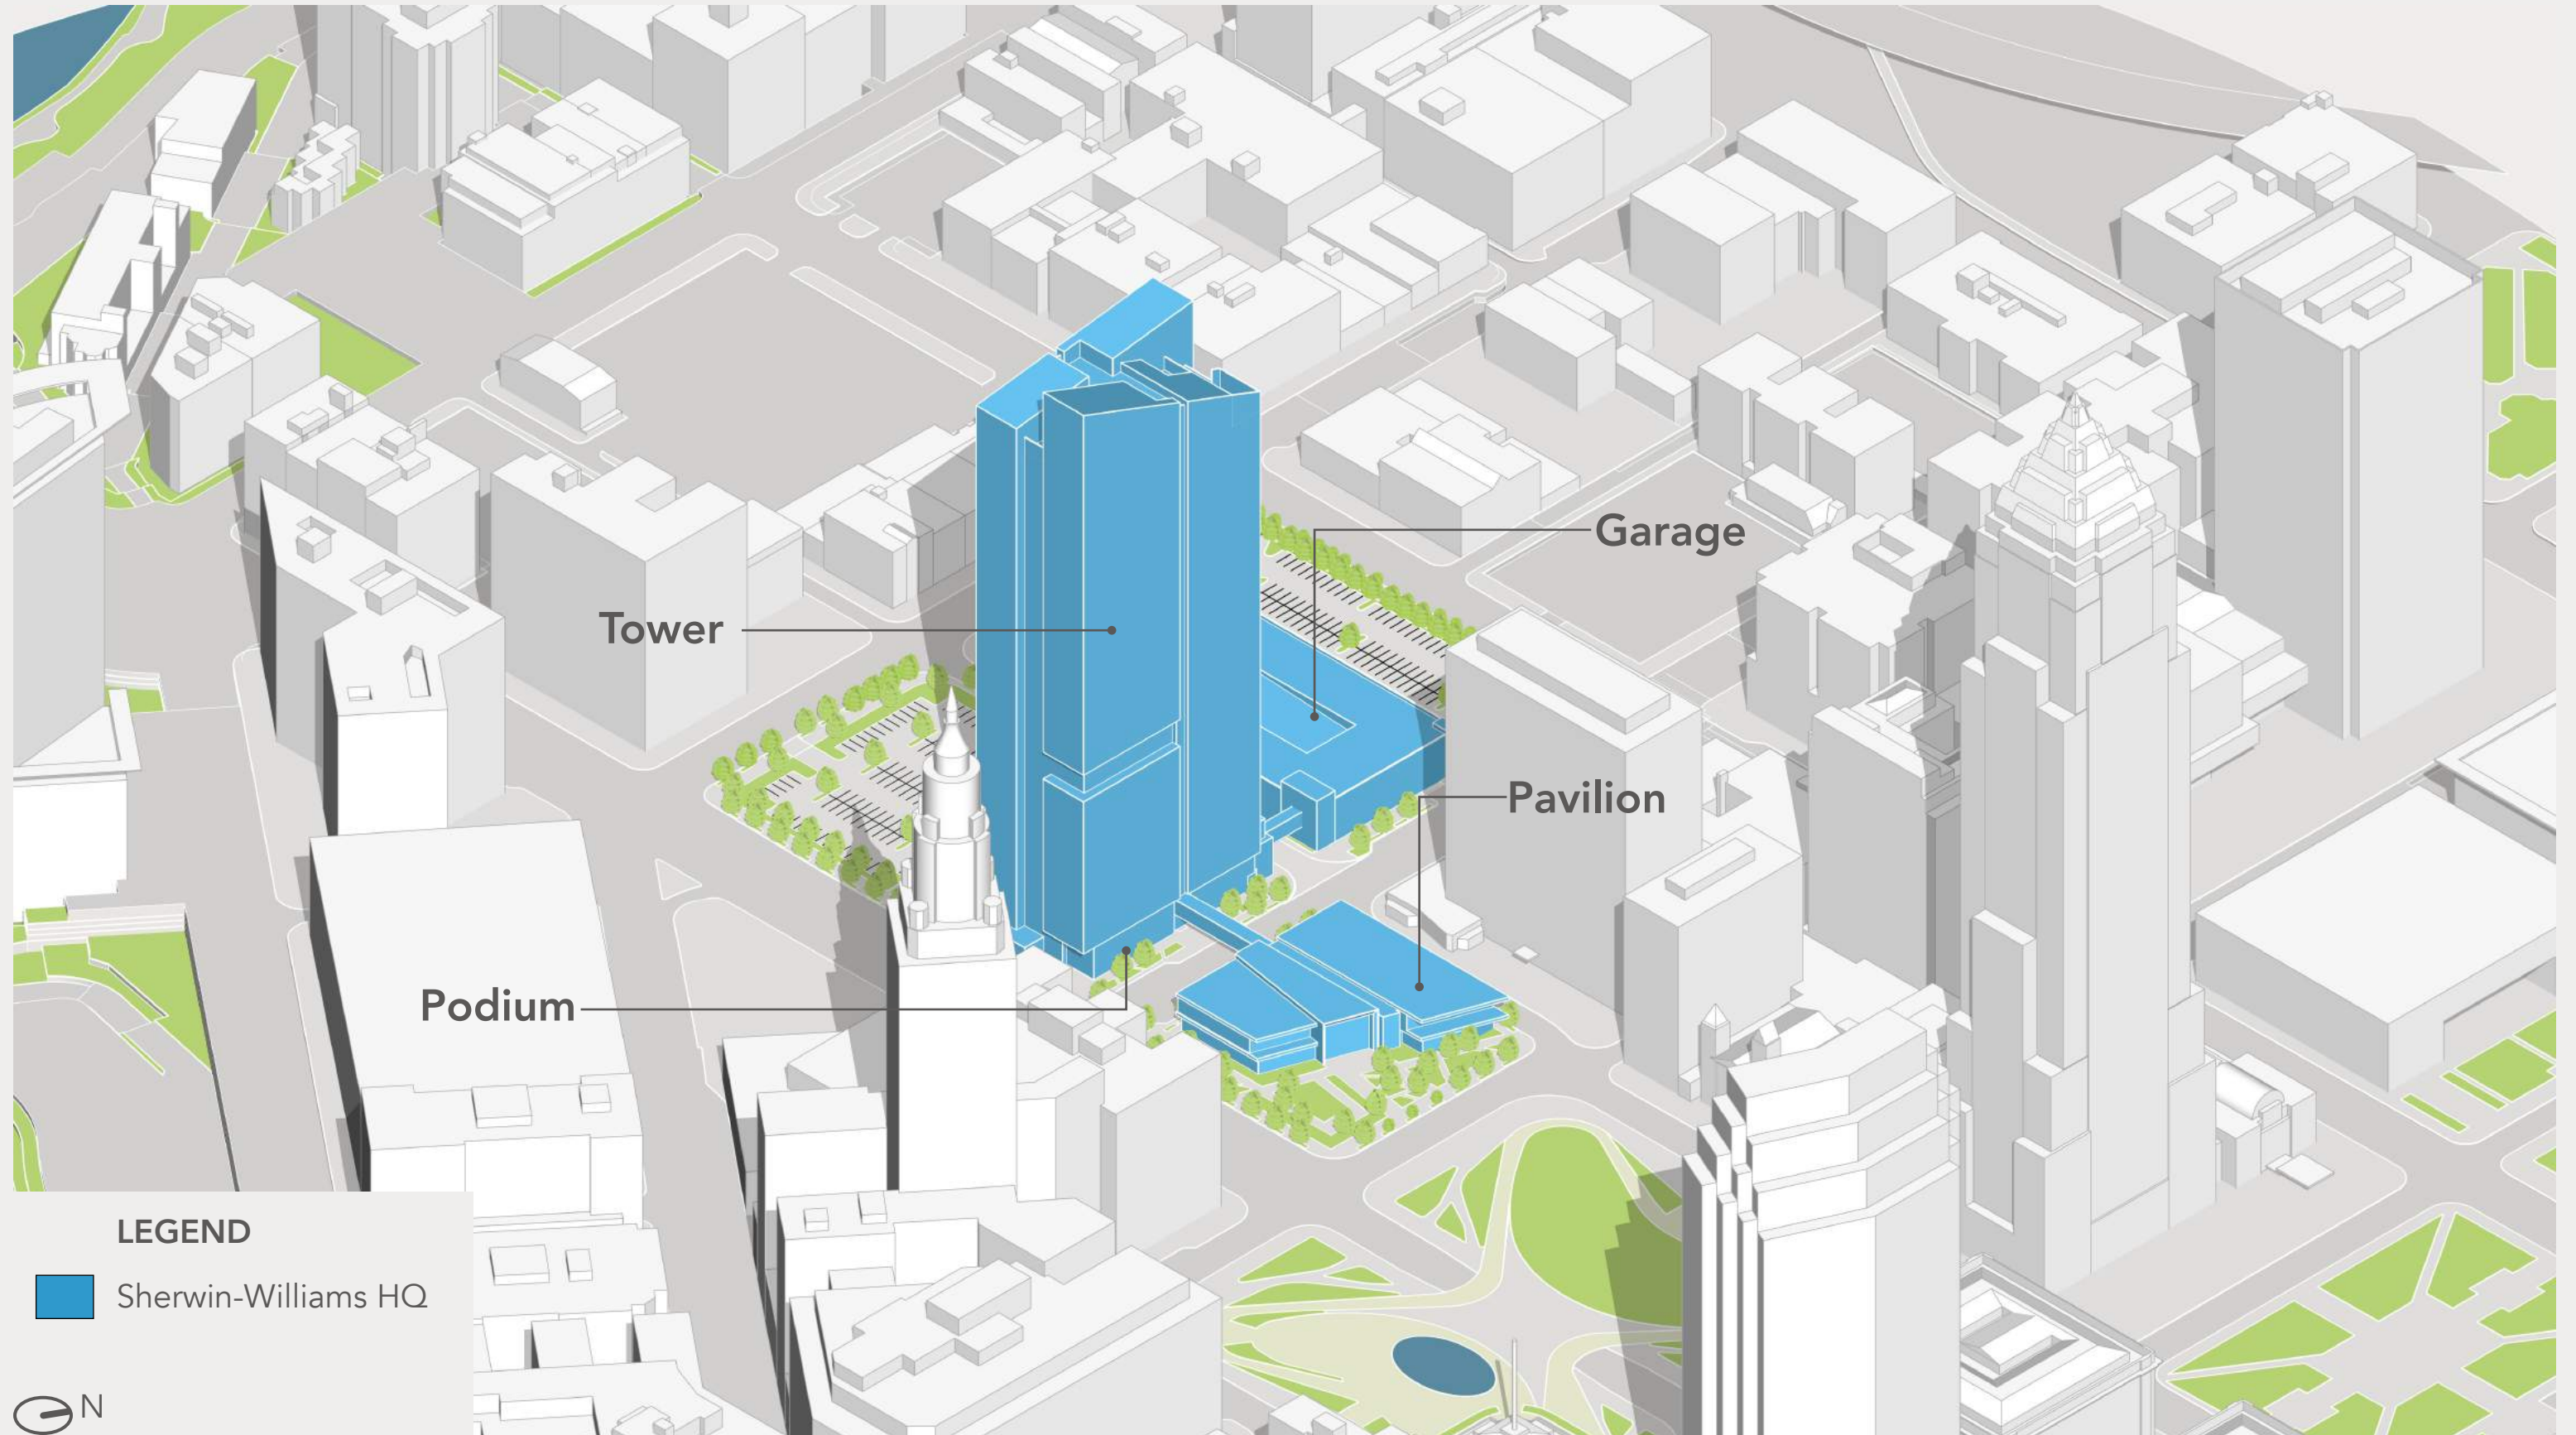 Garage
Tower
Pavilion
Podium
LEGEND
Sherwin-Williams HQ
N